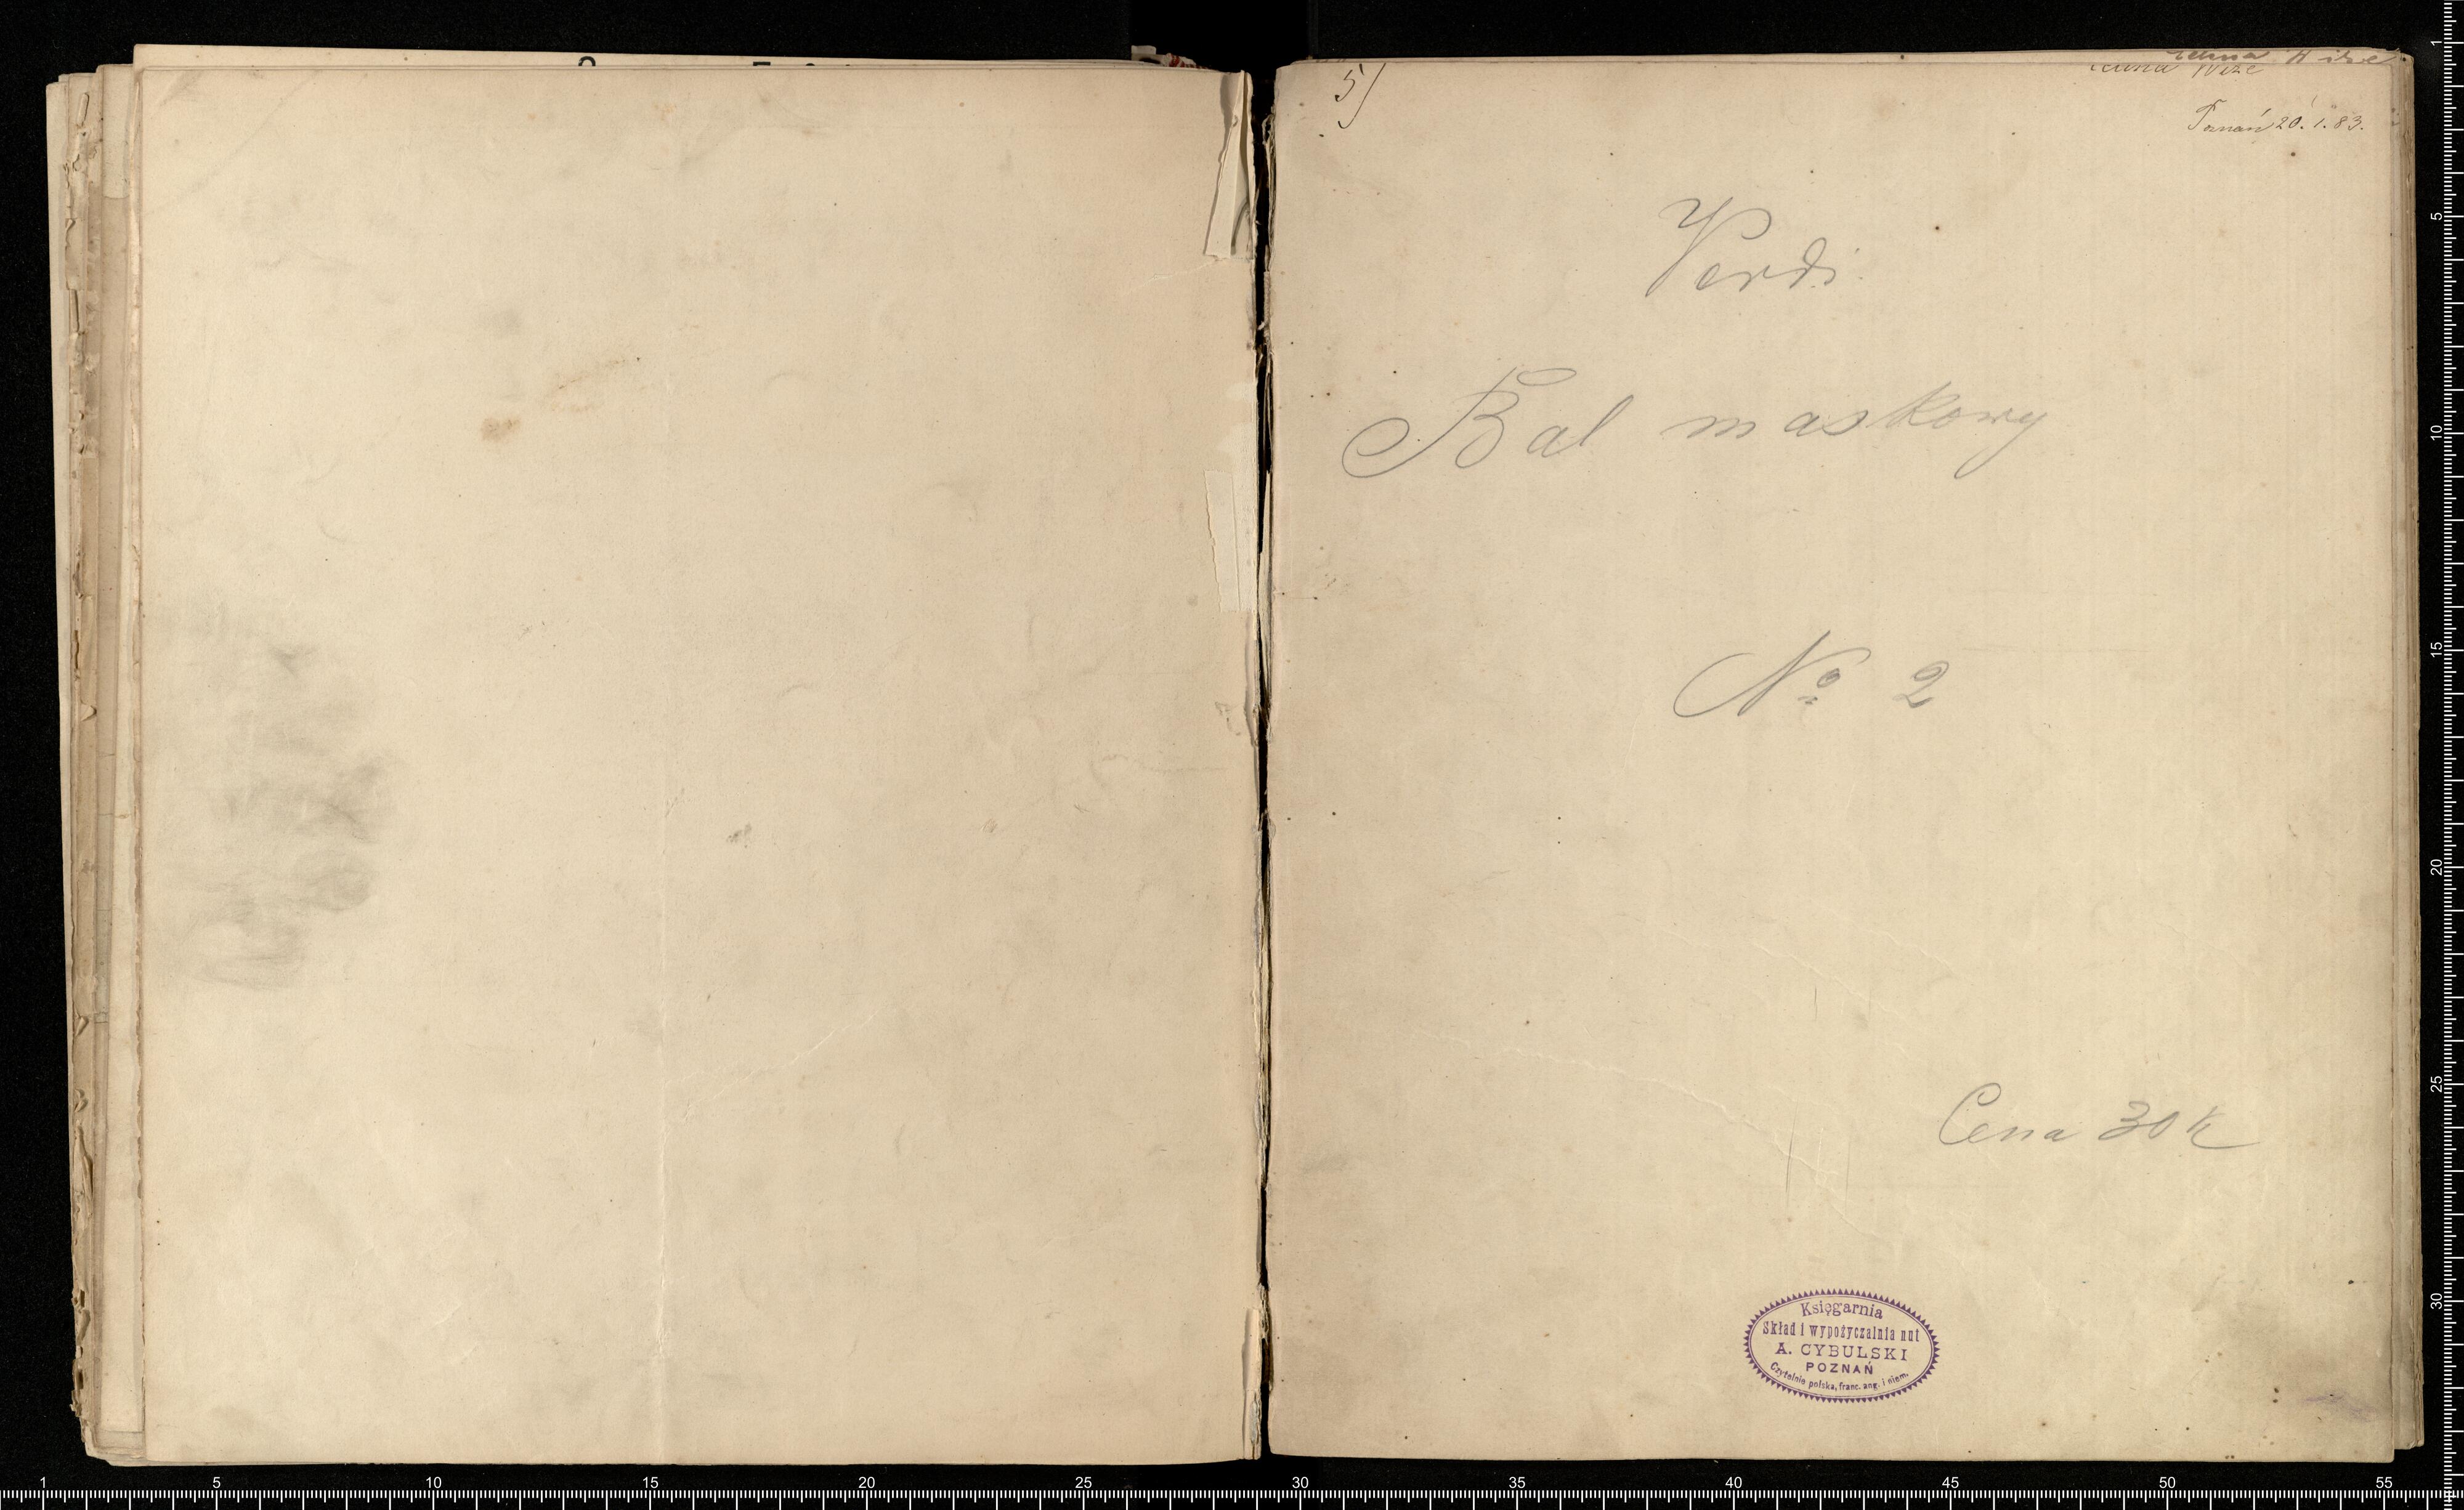 5)
Poznań 20.1.83.
Verdi.
Bal maskowy
№ 2
Cena 30 k
Księgarnia
Skład i wypożyczalnia nut
A. CYBULSKI
POZNAŃ
Czytelnie polska, franc. ang. i niem.